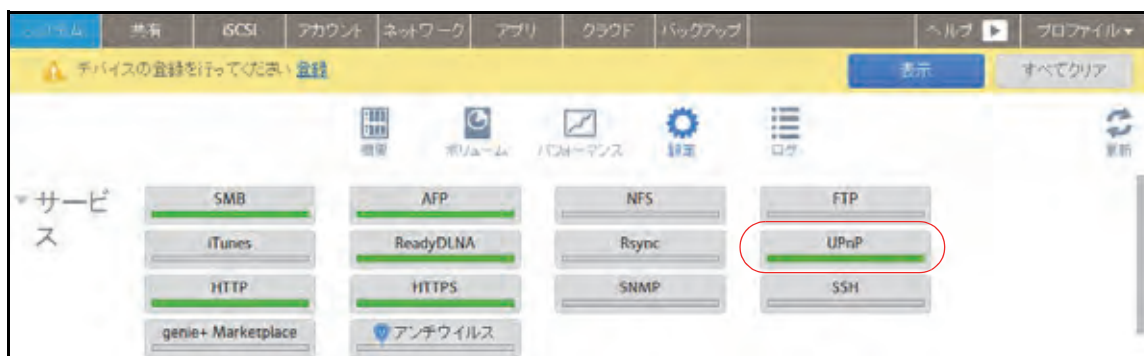 システム 共有 iSCSI アカウント ネットワーク アプリ クラウド バックアップ ヘルプ プロファイル
デバイスの登録を行ってください 登録 表示 すべてクリア
概要 ボリューム パフォーマンス 設定 ログ 更新
サービス
SMB AFP NFS FTP
iTunes ReadyDLNA Rsync UPnP
HTTP HTTPS SNMP SSH
genie+ Marketplace アンチウイルス